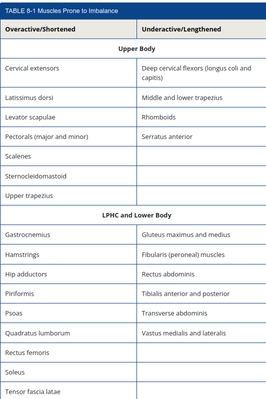 TABLE 8-1 Muscles Prone to Imbalance
Overactive/Shortened Underactive/Lengthened
Upper Body
Cervical extensors Deep cervical flexors (longus coli and
capitis)
Latissimus dorsi Middle and lower trapezius
Levator scapulae Rhomboids
Pectorals (major and minor) Serratus anterior
Scalenes
Sternocleidomastoid
Upper trapezius
LPHC and Lower Body
Gastrocnemius Gluteus maximus and medius
Hamstrings Fibularis (peroneal) muscles
Hip adductors Rectus abdominis
Piriformis Tibialis anterior and posterior
Psoas Transverse abdominis
Quadratus lumborum Vastus medialis and lateralis
Rectus femoris
Soleus
Tensor fascia latae